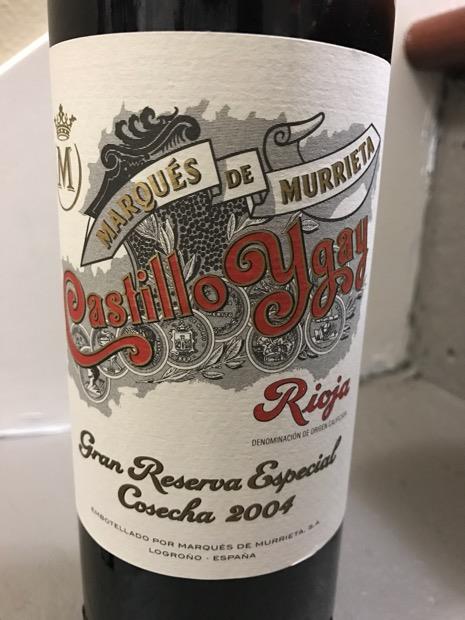 M
MARQUÉS DE MURRIETA
Castillo Ygay
Rioja
DENOMINACIÓN DE ORIGEN CALIFICADA
Gran Reserva Especial
Cosecha 2004
EMBOTELLADO POR MARQUÉS DE MURRIETA, S.A.
LOGROÑO - ESPAÑA